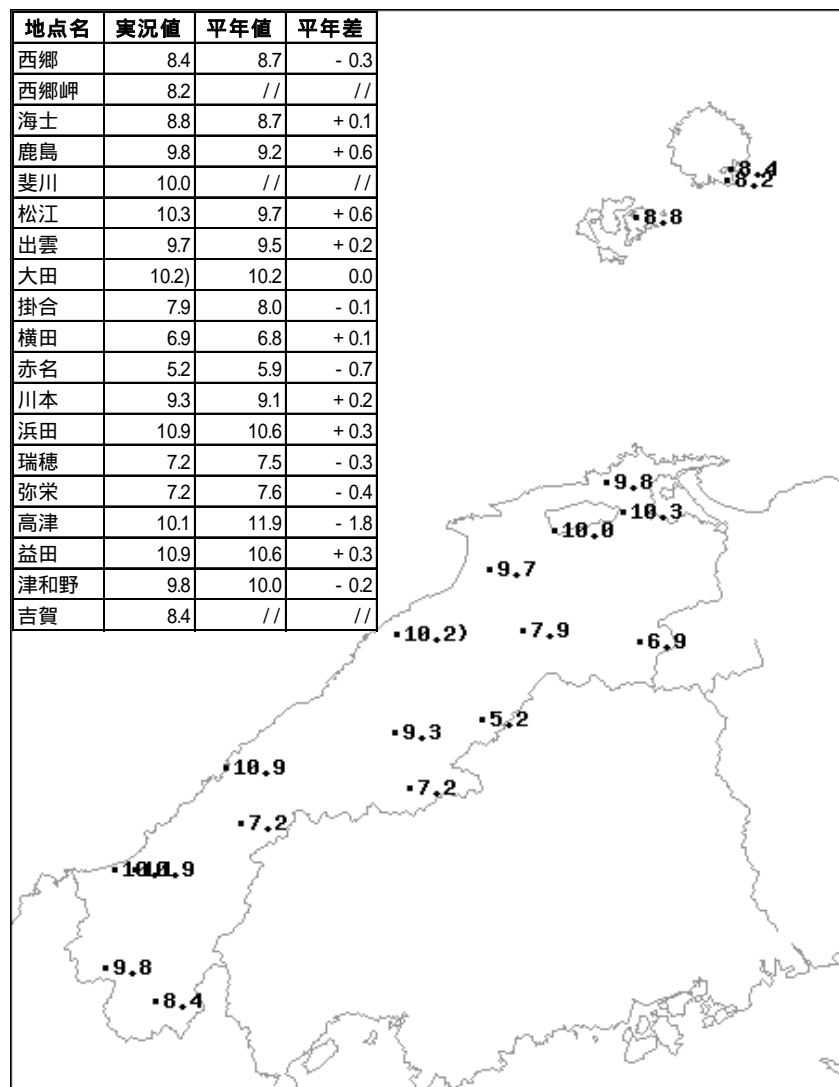 地点名 実況値 平年値 平年差
西郷 8.4 8.7 - 0.3
西郷岬 8.2 // //
海士 8.8 8.7 + 0.1
鹿島 9.8 9.2 + 0.6
斐川 10.0 // //
松江 10.3 9.7 + 0.6
出雲 9.7 9.5 + 0.2
大田 10.2) 10.2 0.0
掛合 7.9 8.0 - 0.1
横田 6.9 6.8 + 0.1
赤名 5.2 5.9 - 0.7
川本 9.3 9.1 + 0.2
浜田 10.9 10.6 + 0.3
瑞穂 7.2 7.5 - 0.3
弥栄 7.2 7.6 - 0.4
高津 10.1 11.9 - 1.8
益田 10.9 10.6 + 0.3
津和野 9.8 10.0 - 0.2
吉賀 8.4 // //
8.4
8.2
8.8
9.8
10.3
10.0
9.7
10.2)
7.9
6.9
5.2
9.3
10.9
7.2
7.2
9.8
8.4